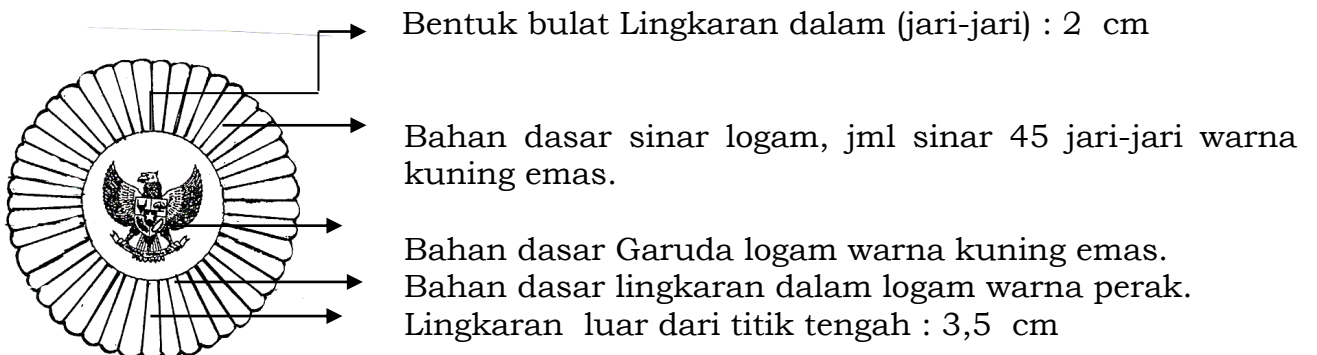 Bentuk bulat Lingkaran dalam (jari-jari) : 2 cm
Bahan dasar sinar logam, jml sinar 45 jari-jari warna
kuning emas.
Bahan dasar Garuda logam warna kuning emas.
Bahan dasar lingkaran dalam logam warna perak.
Lingkaran luar dari titik tengah : 3,5 cm